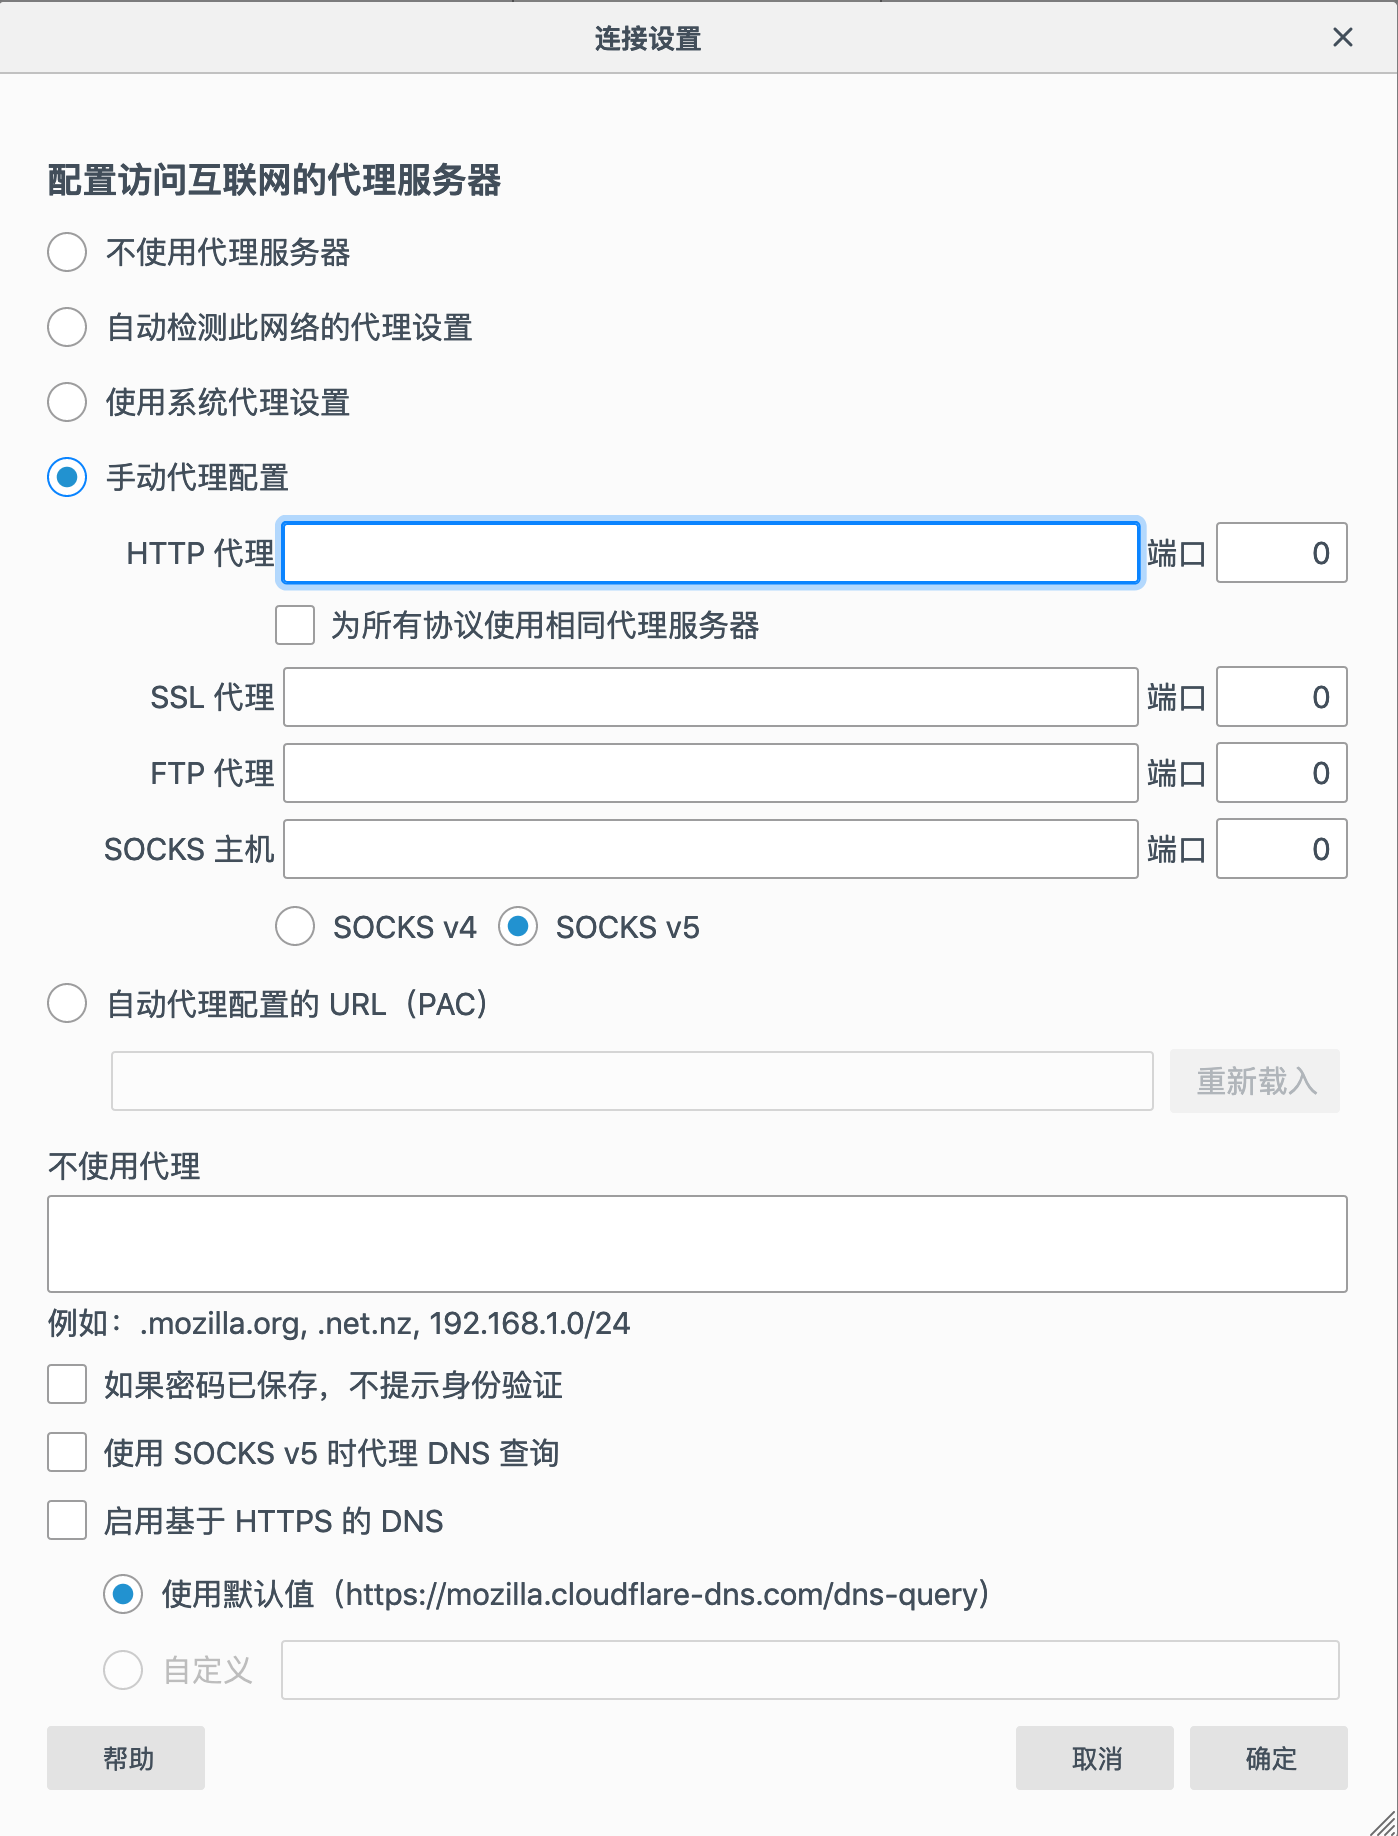 连接设置
配置访问互联网的代理服务器
不使用代理服务器
自动检测此网络的代理设置
使用系统代理设置
手动代理配置
HTTP 代理 端口 0
为所有协议使用相同代理服务器
SSL 代理 端口 0
FTP 代理 端口 0
SOCKS 主机 端口 0
SOCKS v4 SOCKS v5
自动代理配置的 URL（PAC）
重新载入
不使用代理
例如：.mozilla.org, .net.nz, 192.168.1.0/24
如果密码已保存，不提示身份验证
使用 SOCKS v5 时代理 DNS 查询
启用基于 HTTPS 的 DNS
使用默认值（https://mozilla.cloudflare-dns.com/dns-query）
自定义
帮助 取消 确定